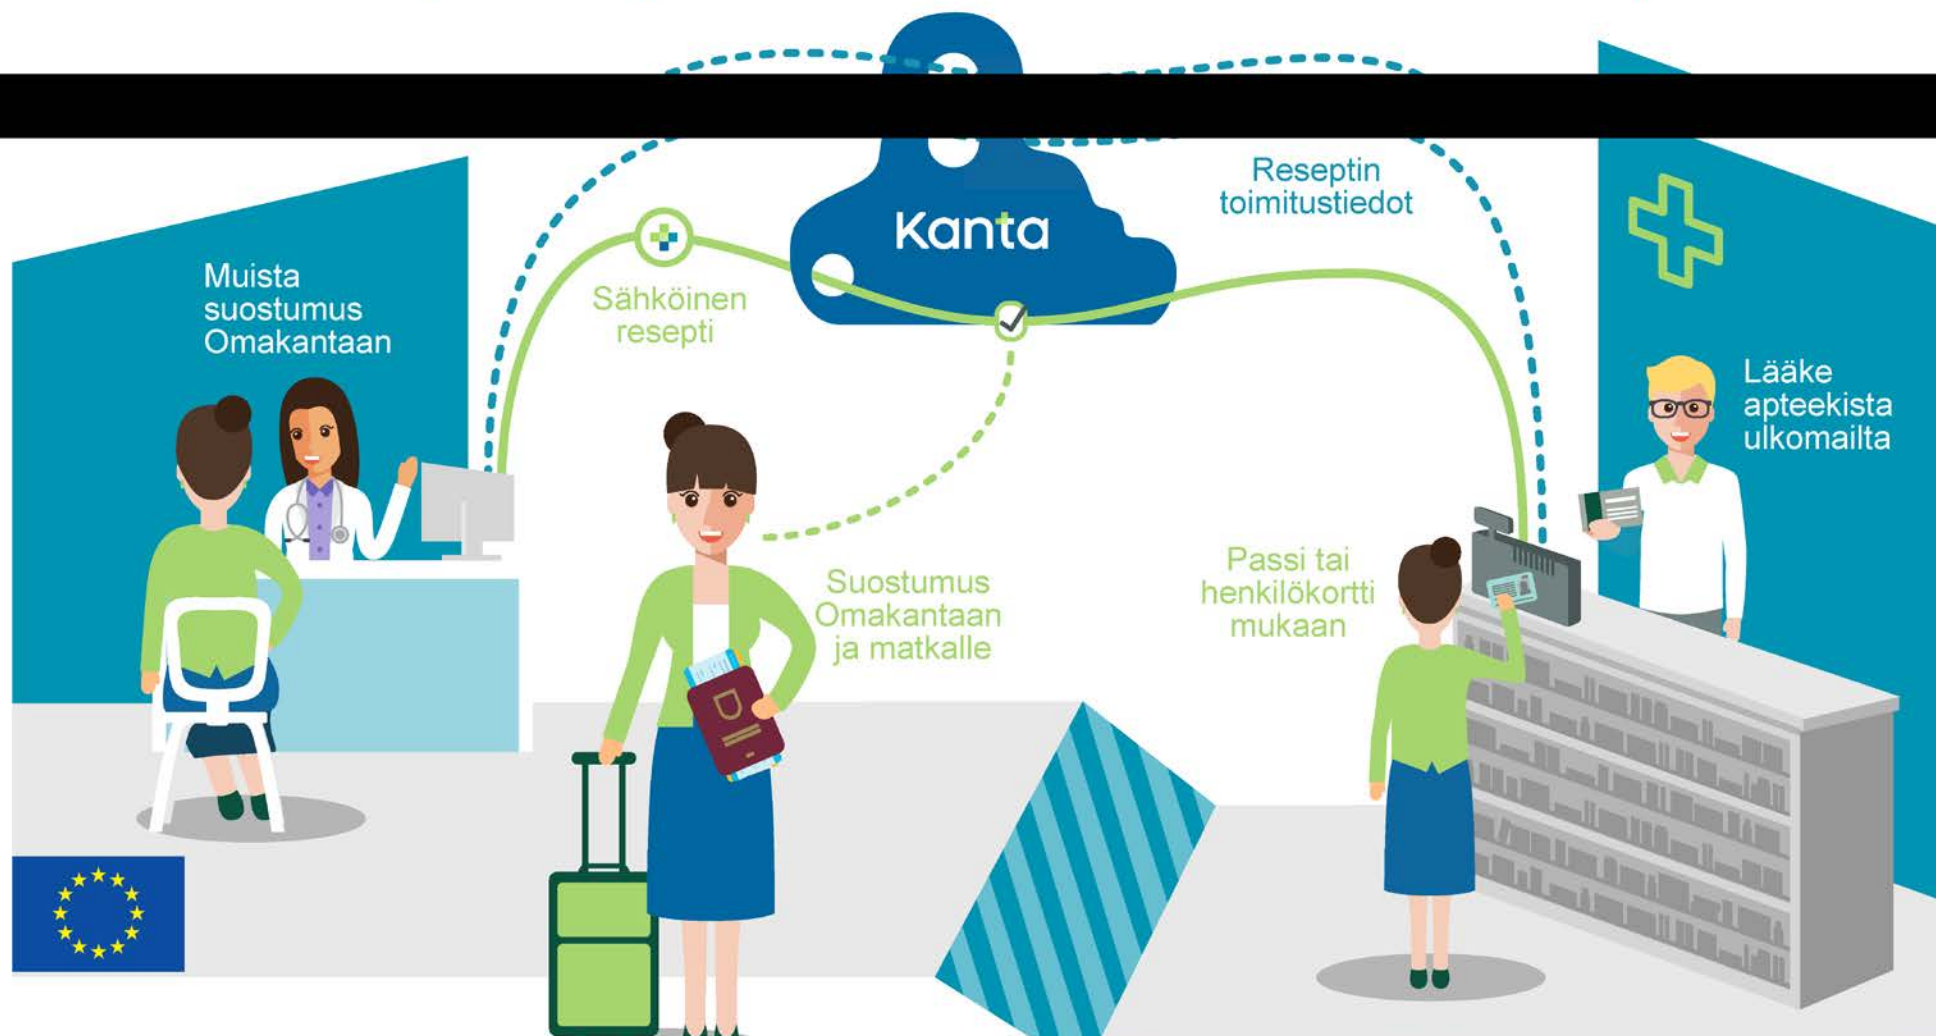 Kanta
Reseptin
toimitustiedot
Muista
suostumus
Omakantaan
Sähköinen
resepti
Lääke
apteekista
ulkomailta
Suostumus
Omakantaan
ja matkalle
Passi tai
henkilökortti
mukaan